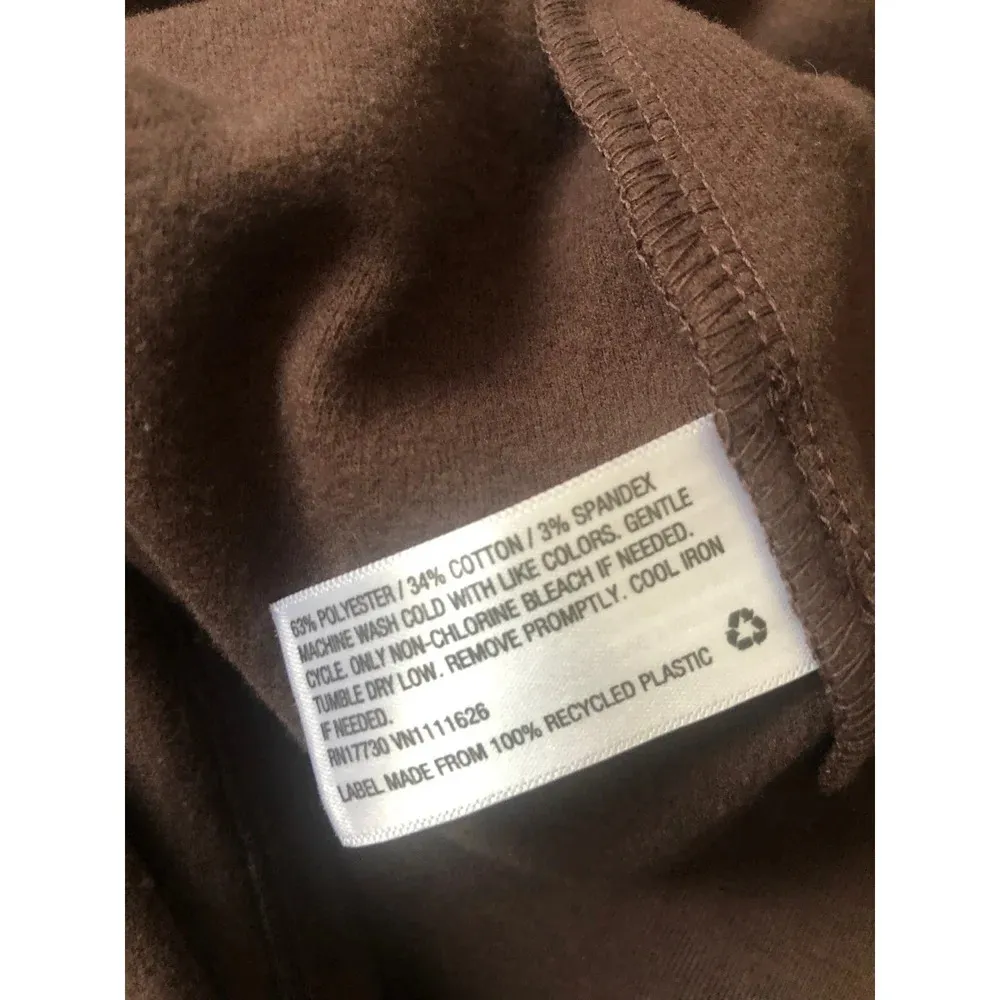 63% POLYESTER / 34% COTTON / 3% SPANDEX
MACHINE WASH COLD WITH LIKE COLORS. GENTLE
CYCLE. ONLY NON-CHLORINE BLEACH IF NEEDED.
TUMBLE DRY LOW. REMOVE PROMPTLY. COOL IRON
IF NEEDED.
RN17730 VN1111626
LABEL MADE FROM 100% RECYCLED PLASTIC